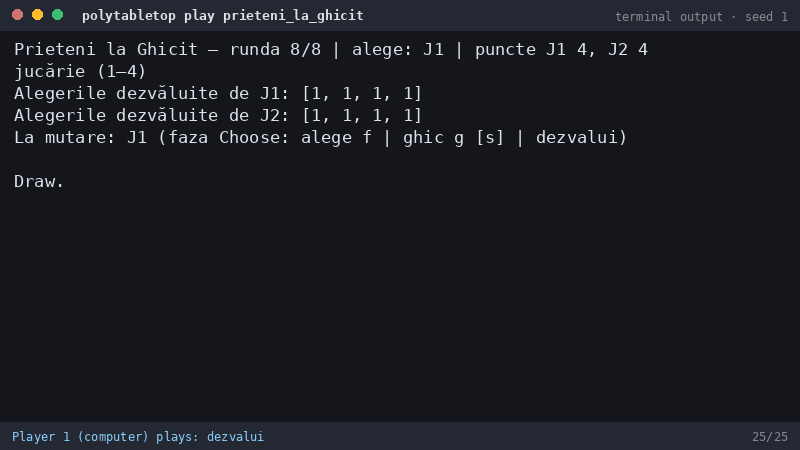 polytabletop play prieteni_la_ghicit
terminal output · seed 1
Prieteni la Ghicit — runda 8/8 | alege: J1 | puncte J1 4, J2 4
jucărie (1–4)
Alegerile dezvăluite de J1: [1, 1, 1, 1]
Alegerile dezvăluite de J2: [1, 1, 1, 1]
La mutare: J1 (faza Choose: alege f | ghic g [s] | dezvalui)
Draw.
Player 1 (computer) plays: dezvalui
25/25